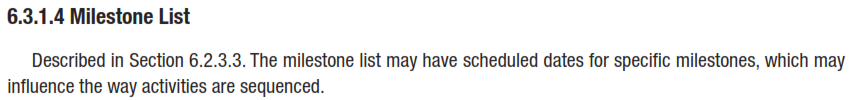 6.3.1.4 Milestone List
Described in Section 6.2.3.3. The milestone list may have scheduled dates for specific milestones, which may
influence the way activities are sequenced.